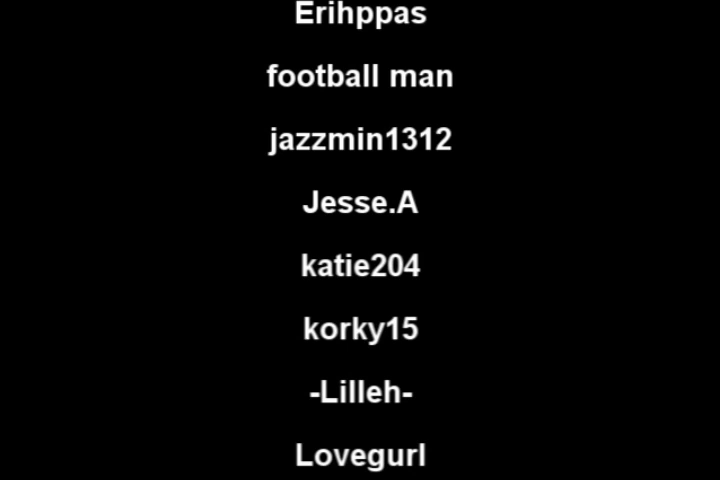 Erihppas
football man
jazzmin1312
Jesse.A
katie204
korky15
-Lilleh-
Lovegurl